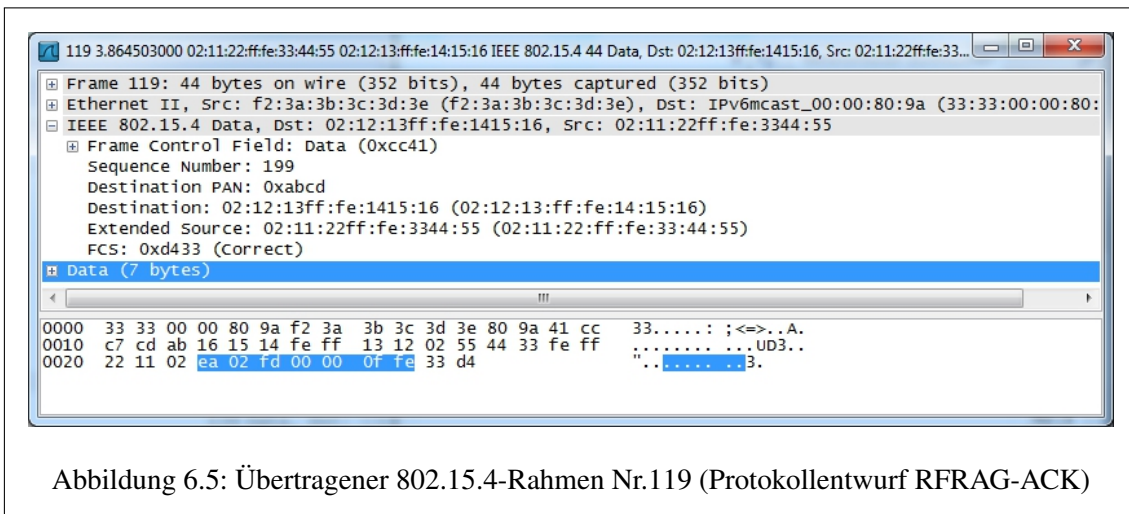 119 3.864503000 02:11:22:ff:fe:33:44:55 02:12:13:ff:fe:14:15:16 IEEE 802.15.4 44 Data, Dst: 02:12:13ff:fe:1415:16, Src: 02:11:22ff:fe:33...
Frame 119: 44 bytes on wire (352 bits), 44 bytes captured (352 bits)
Ethernet II, Src: f2:3a:3b:3c:3d:3e (f2:3a:3b:3c:3d:3e), Dst: IPv6mcast_00:00:80:9a (33:33:00:00:80:
IEEE 802.15.4 Data, Dst: 02:12:13ff:fe:1415:16, Src: 02:11:22ff:fe:3344:55
Frame Control Field: Data (0xcc41)
Sequence Number: 199
Destination PAN: 0xabcd
Destination: 02:12:13ff:fe:1415:16 (02:12:13:ff:fe:14:15:16)
Extended Source: 02:11:22ff:fe:3344:55 (02:11:22:ff:fe:33:44:55)
FCS: 0xd433 (Correct)
Data (7 bytes)
0000 33 33 00 00 80 9a f2 3a 3b 3c 3d 3e 80 9a 41 cc 33.....: ;<=>..A.
0010 c7 cd ab 16 15 14 fe ff 13 12 02 55 44 33 fe ff ........ ...UD3..
0020 22 11 02 ea 02 fd 00 00 0f fe 33 d4 "....... ..3.
Abbildung 6.5: Übertragener 802.15.4-Rahmen Nr.119 (Protokollentwurf RFRAG-ACK)